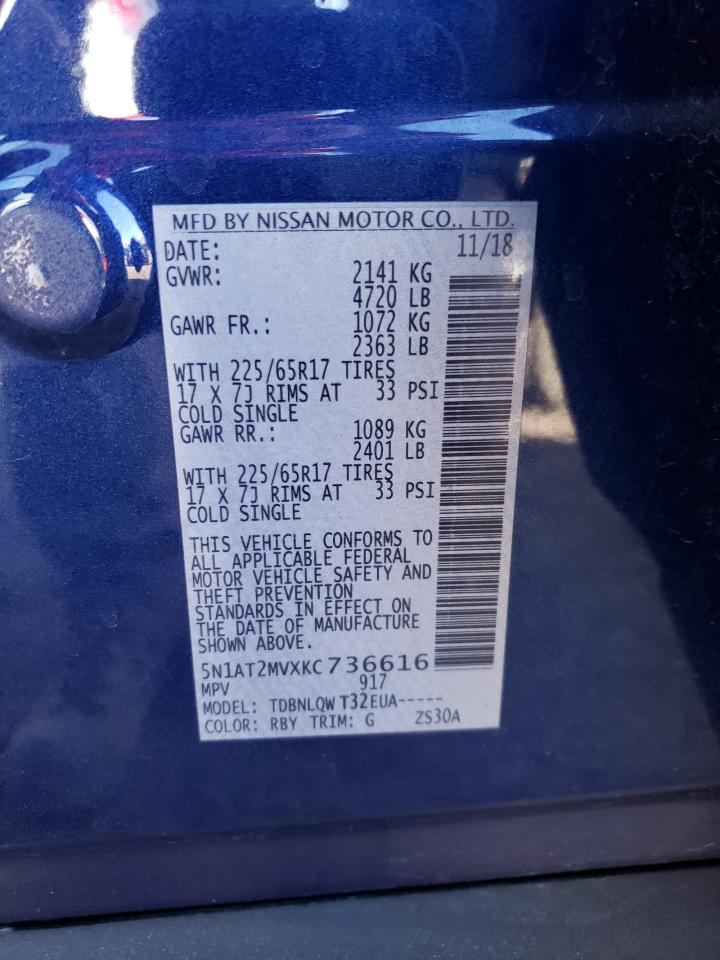 MFD BY NISSAN MOTOR CO., LTD.
DATE: 11/18
GVWR: 2141 KG
4720 LB
GAWR FR.: 1072 KG
2363 LB
WITH 225/65R17 TIRES
17 X 7J RIMS AT 33 PSI
COLD SINGLE
GAWR RR.: 1089 KG
2401 LB
WITH 225/65R17 TIRES
17 X 7J RIMS AT 33 PSI
COLD SINGLE
THIS VEHICLE CONFORMS TO
ALL APPLICABLE FEDERAL
MOTOR VEHICLE SAFETY AND
THEFT PREVENTION
STANDARDS IN EFFECT ON
THE DATE OF MANUFACTURE
SHOWN ABOVE.
5N1AT2MVXKC736616
MPV 917
MODEL: TDBNLQW T32EUA-----
COLOR: RBY TRIM: G ZS30A